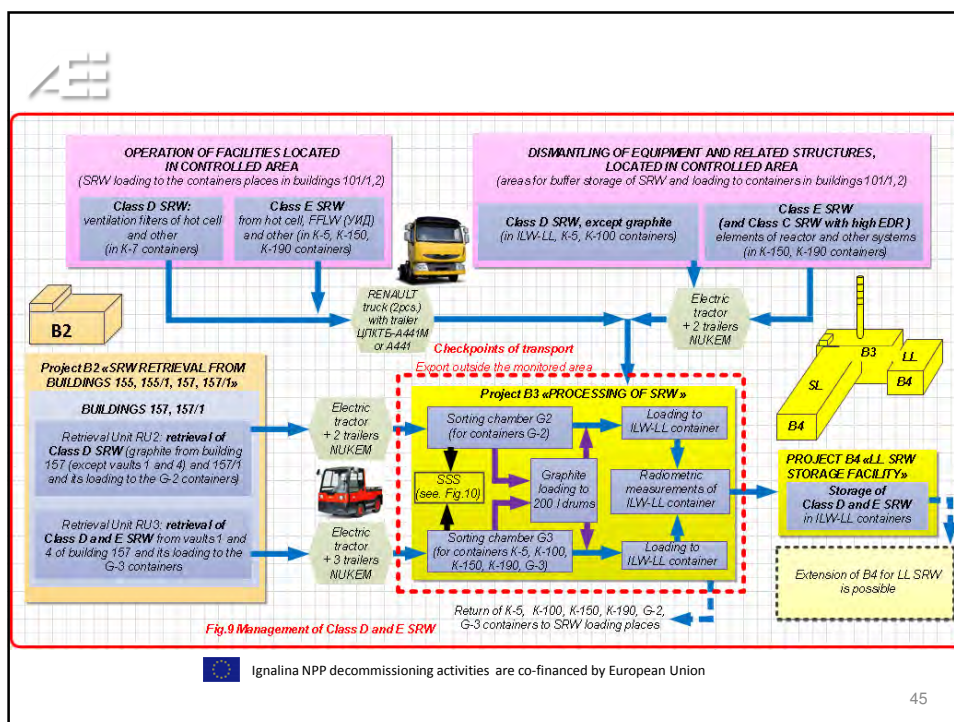 OPERATION OF FACILITIES LOCATED
IN CONTROLLED AREA
(SRW loading to the containers places in buildings 101/1,2)
Class D SRW:
ventilation filters of hot cell
and other
(in K-7 containers)
Class E SRW
from hot cell, FFLW (УИД)
and other (in K-5, K-150,
K-190 containers)
DISMANTLING OF EQUIPMENT AND RELATED STRUCTURES,
LOCATED IN CONTROLLED AREA
(areas for buffer storage of SRW and loading to containers in buildings 101/1,2)
Class D SRW, except graphite
(in ILW-LL, K-5, K-100 containers)
Class E SRW
(and Class C SRW with high EDR)
elements of reactor and other systems
(in K-150, K-190 containers)
B2
RENAULT
truck (2pcs.)
with trailer
ЦПКТБ-А441М
or A441
Electric
tractor
+ 2 trailers
NUKEM
B3
LL
SL
B4
B4
Checkpoints of transport
Export outside the monitored area
Project B2 «SRW RETRIEVAL FROM
BUILDINGS 155, 155/1, 157, 157/1»
BUILDINGS 157, 157/1
Retrieval Unit RU2: retrieval of
Class D SRW (graphite from building
157 (except vaults 1 and 4) and 157/1
and its loading to the G-2 containers)
Retrieval Unit RU3: retrieval of
Class D and E SRW from vaults 1 and
4 of building 157 and its loading to the
G-3 containers
Electric
tractor
+ 2 trailers
NUKEM
Electric
tractor
+ 3 trailers
NUKEM
Project B3 «PROCESSING OF SRW»
Sorting chamber G2
(for containers G-2)
Loading to
ILW-LL container
SSS
(see. Fig.10)
Graphite
loading to
200 l drums
Radiometric
measurements of
ILW-LL container
Sorting chamber G3
(for containers K-5, K-100,
K-150, K-190, G-3)
Loading to
ILW-LL container
PROJECT B4 «LL SRW
STORAGE FACILITY»
Storage of
Class D and E SRW
in ILW-LL containers
Extension of B4 for LL SRW
is possible
Return of K-5, K-100, K-150, K-190, G-2,
G-3 containers to SRW loading places
Fig.9 Management of Class D and E SRW
Ignalina NPP decommissioning activities are co-financed by European Union
45